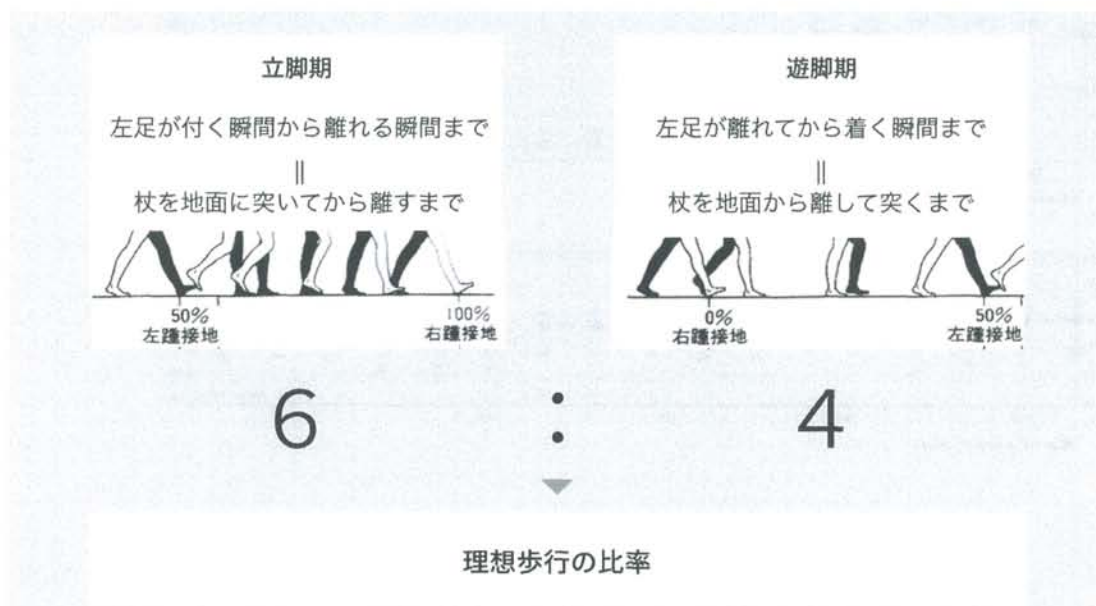 立脚期
左足が付く瞬間から離れる瞬間まで
||
杖を地面に突いてから離すまで
50%
左踵接地
100%
右踵接地
遊脚期
左足が離れてから着く瞬間まで
||
杖を地面から離して突くまで
0%
右踵接地
50%
左踵接地
6 : 4
理想歩行の比率